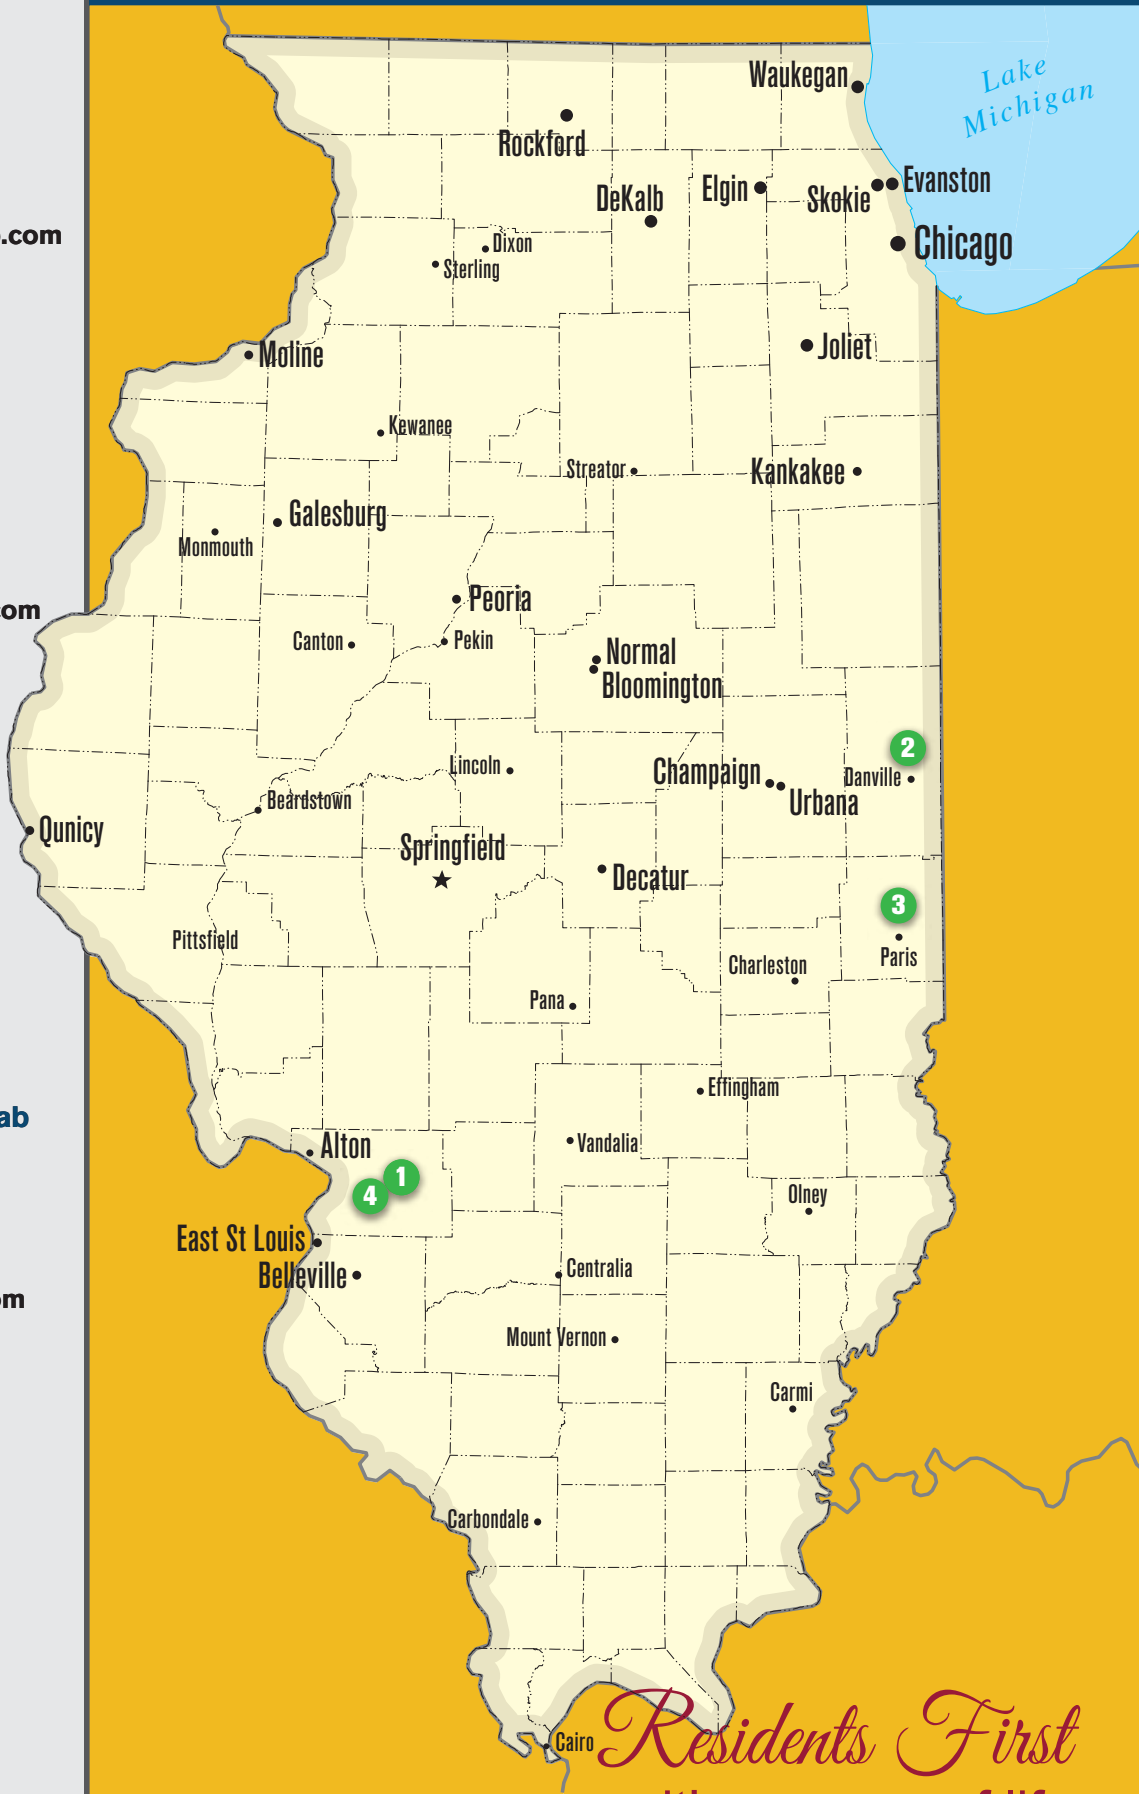 Lake
Michigan
Waukegan
Rockford
Evanston
Elgin
Skokie
DeKalb
Chicago
.com
Dixon
Sterling
Joliet
Moline
Kewanee
Streator
Kankakee
Galesburg
Monmouth
Peoria
com
Canton
Pekin
Normal
Bloomington
2
Lincoln
Champaign
Danville
Beardstown
Urbana
Qunicy
Springfield
Decatur
3
Pittsfield
Paris
Charleston
Pana
Effingham
ab
Alton
Vandalia
1
4
Olney
East St Louis
Belleville
Centralia
om
Mount Vernon
Carmi
Carbondale
Cairo
Residents First